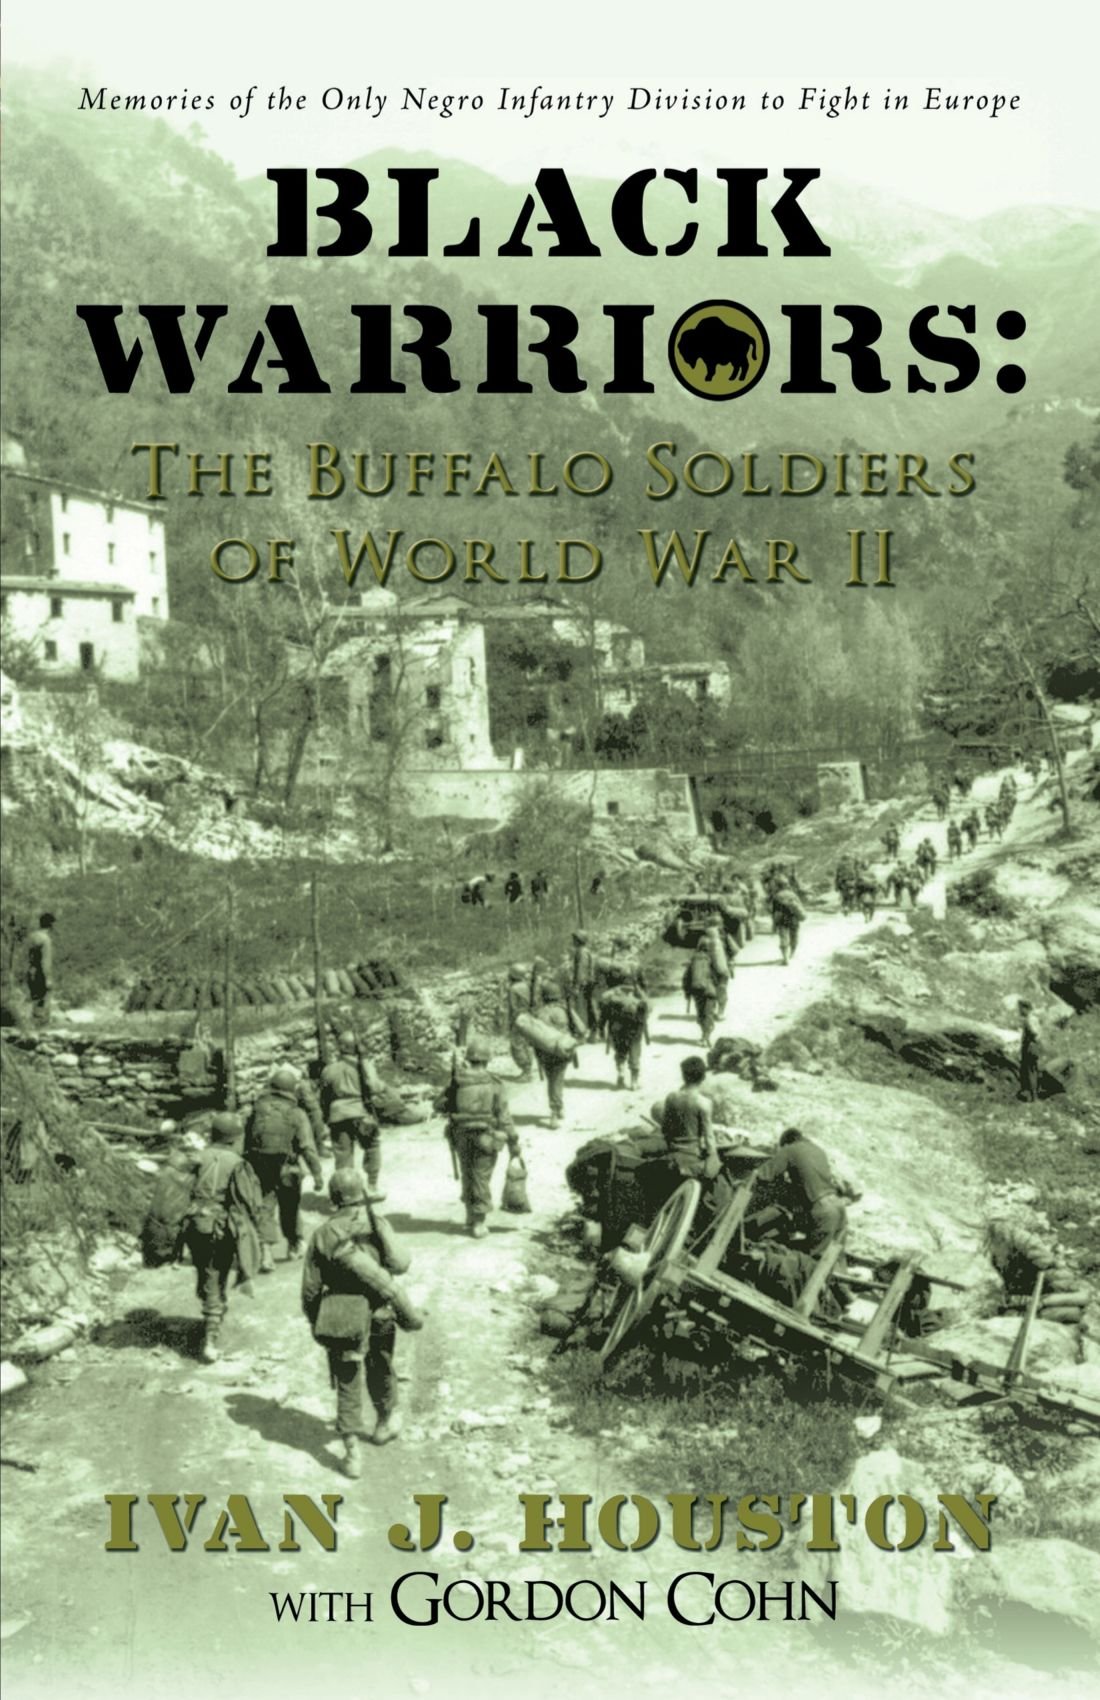 Memories of the Only Negro Infantry Division to Fight in Europe
BLACK
WARRIORS:
THE BUFFALO SOLDIERS
OF WORLD WAR II
IVAN J. HOUSTON
WITH GORDON COHN